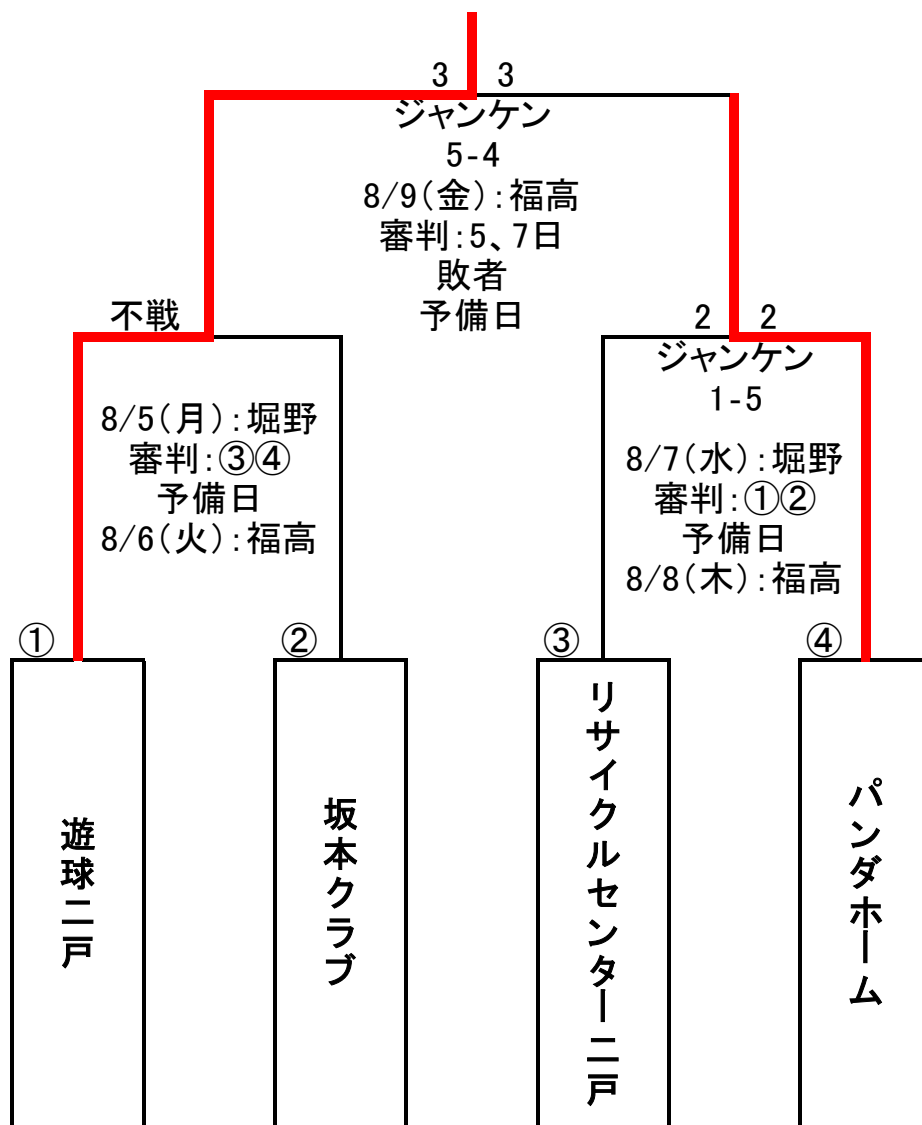 3 3
ジャンケン
5-4
8/9(金):福高
審判:5、7日
敗者
予備日
不戦
8/5(月):堀野
審判:③④
予備日
8/6(火):福高
2 2
ジャンケン
1-5
8/7(水):堀野
審判:①②
予備日
8/8(木):福高
①
遊球二戸
②
坂本クラブ
③
リサイクルセンター二戸
④
パンダホーム